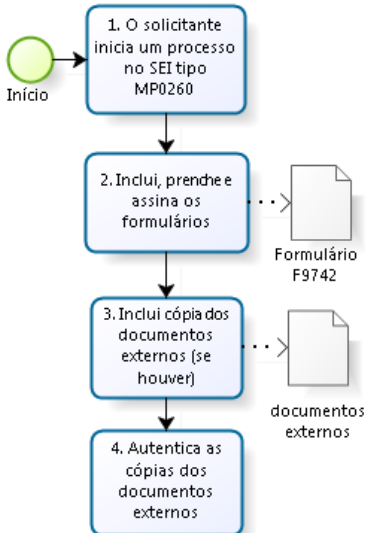 1. O solicitante
inicia um processo
no SEI tipo
MP0260
Início
2. Inclui, prenche e
assina os
formulários
Formulário
F9742
3. Inclui cópia dos
documentos
externos (se
houver)
documentos
externos
4. Autentica as
cópias dos
documentos
externos